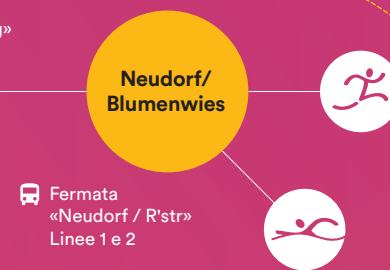 Neudorf/
Blumenwies
Fermata
«Neudorf / R'str»
Linee 1 e 2